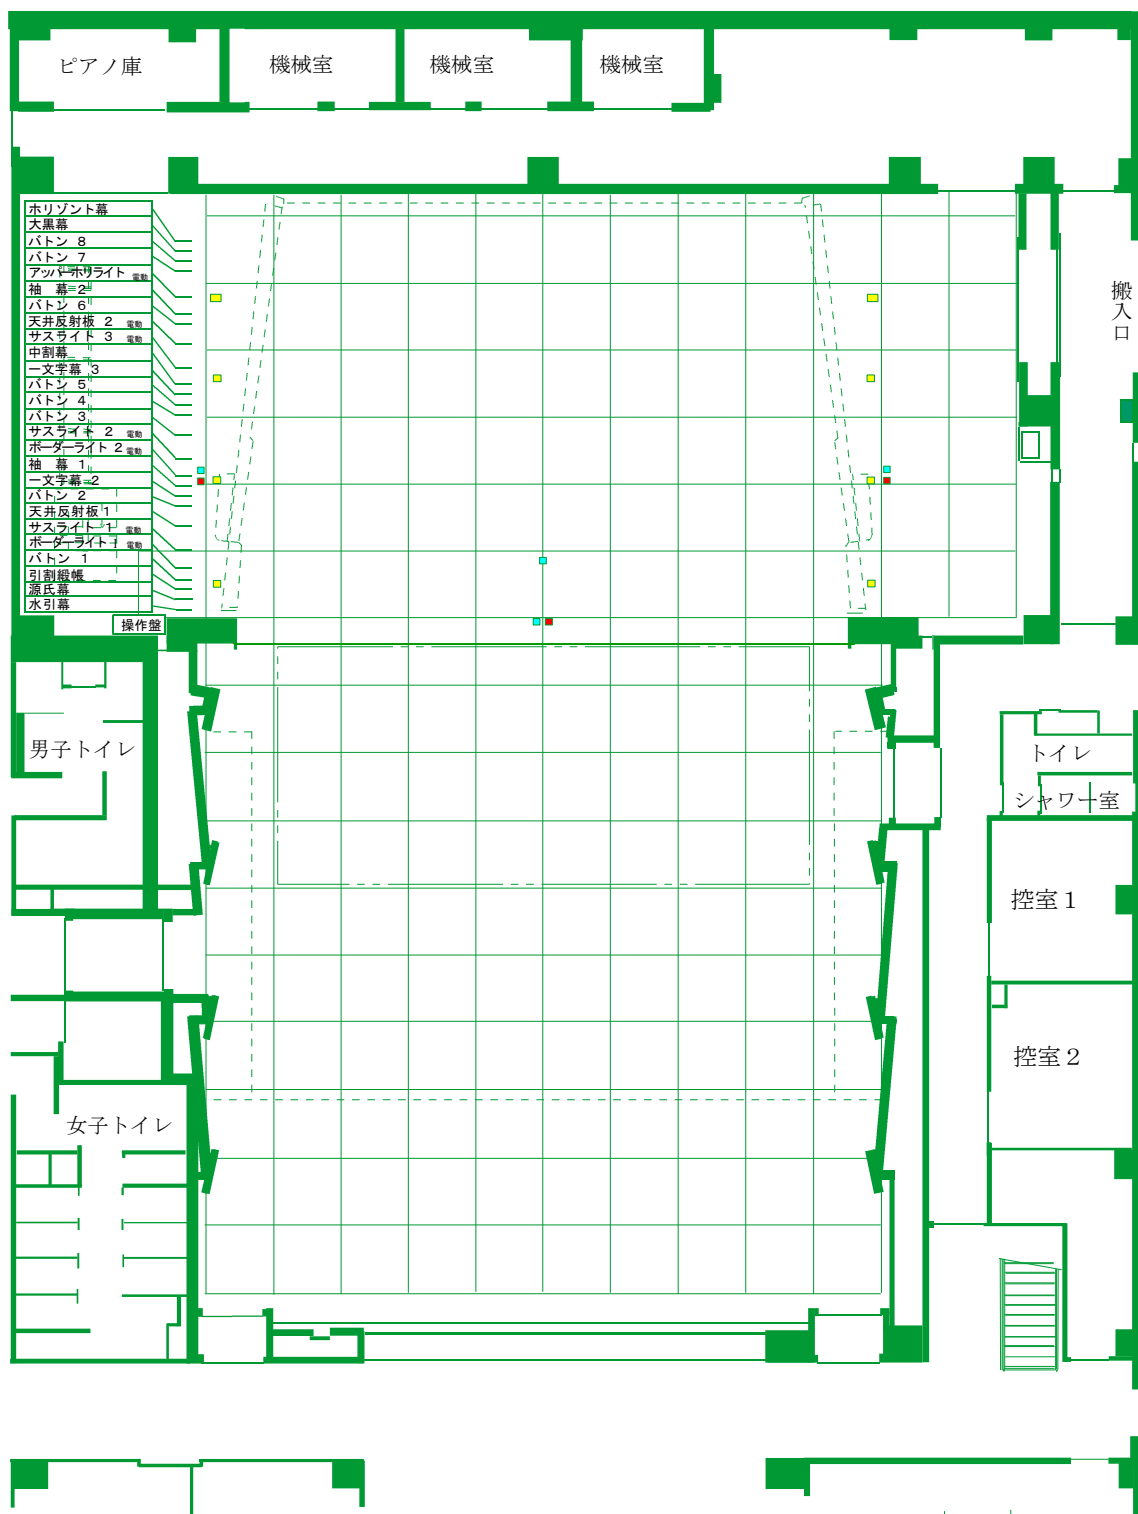 ピアノ庫
機械室
機械室
機械室
ホリゾント幕
大黒幕
バトン 8
バトン 7
アッパーホリライト 電動
袖 幕 2
バトン 6
天井反射板 2 電動
サスライト 3 電動
中割幕
一文字幕 3
バトン 5
バトン 4
バトン 3
サスライト 2 電動
ボーダーライト 2 電動
袖 幕 1
一文字幕 2
バトン 2
天井反射板 1
サスライト 1 電動
ボーダーライト 1 電動
バトン 1
引割緞帳
源氏幕
水引幕
操作盤
搬入口
男子トイレ
トイレ
シャワー室
控室1
控室2
女子トイレ